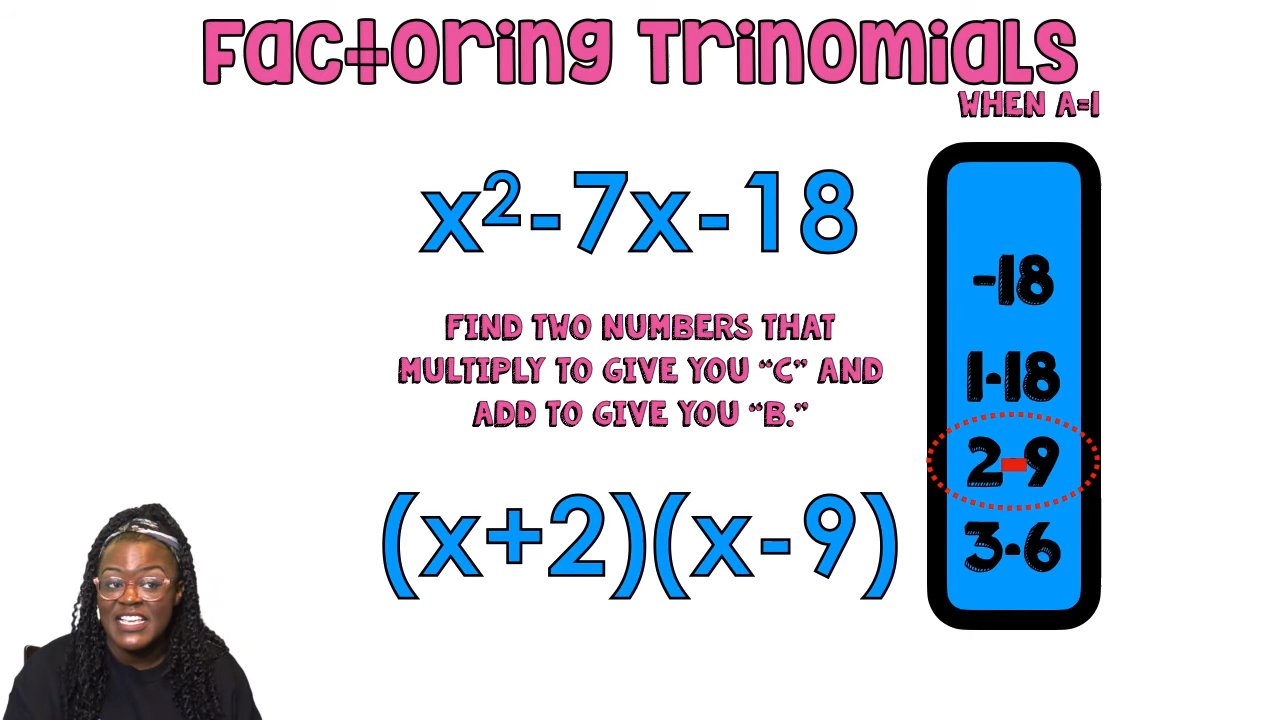 Factoring Trinomials
WHEN A=1
x²-7x-18
FIND TWO NUMBERS THAT
MULTIPLY TO GIVE YOU “C” AND
ADD TO GIVE YOU “B.”
(x+2)(x-9)
-18
1-18
2-9
3-6